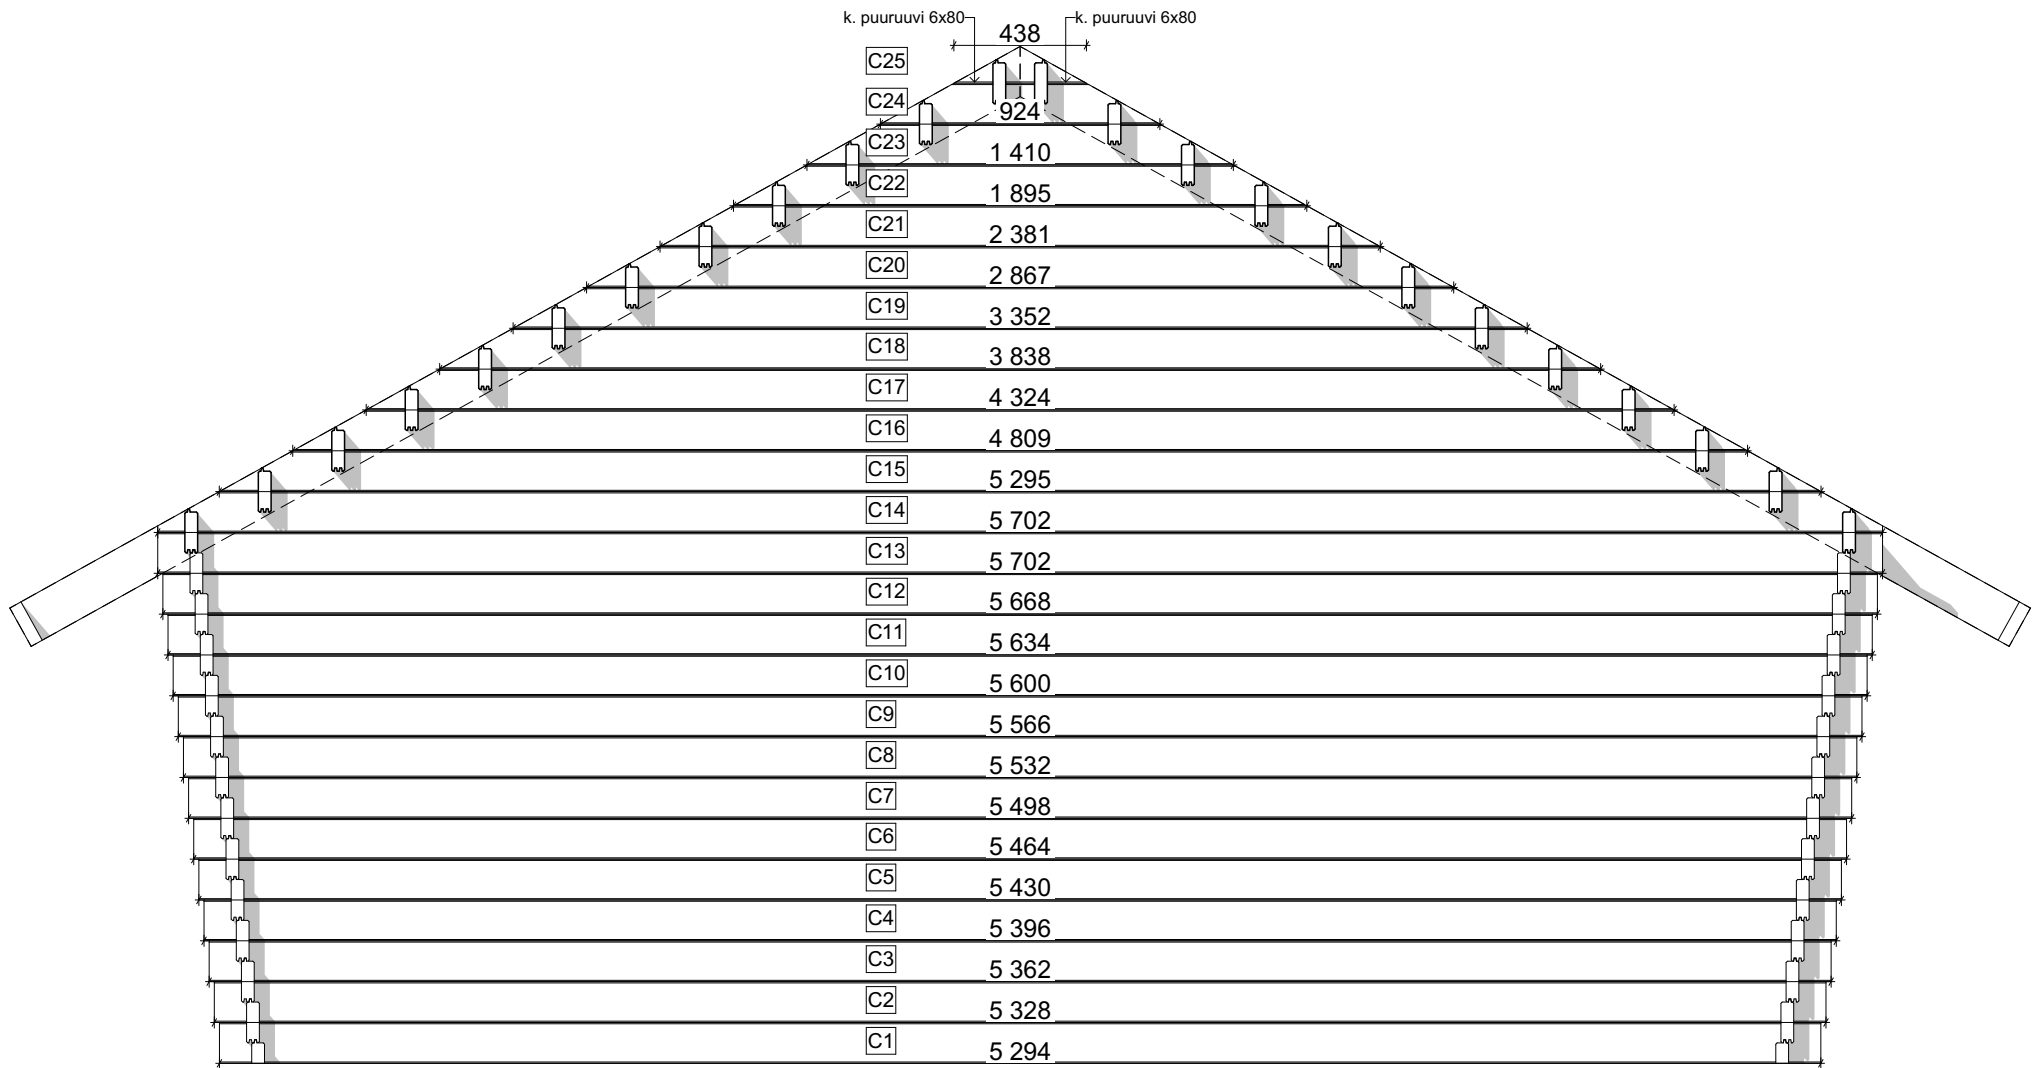 k. puuruuvi 6x80 k. puuruuvi 6x80
438
C25
C24
924
C23
1 410
C22
1 895
C21
2 381
C20
2 867
C19
3 352
C18
3 838
C17
4 324
C16
4 809
C15
5 295
C14
5 702
C13
5 702
C12
5 668
C11
5 634
C10
5 600
C9
5 566
C8
5 532
C7
5 498
C6
5 464
C5
5 430
C4
5 396
C3
5 362
C2
5 328
C1
5 294